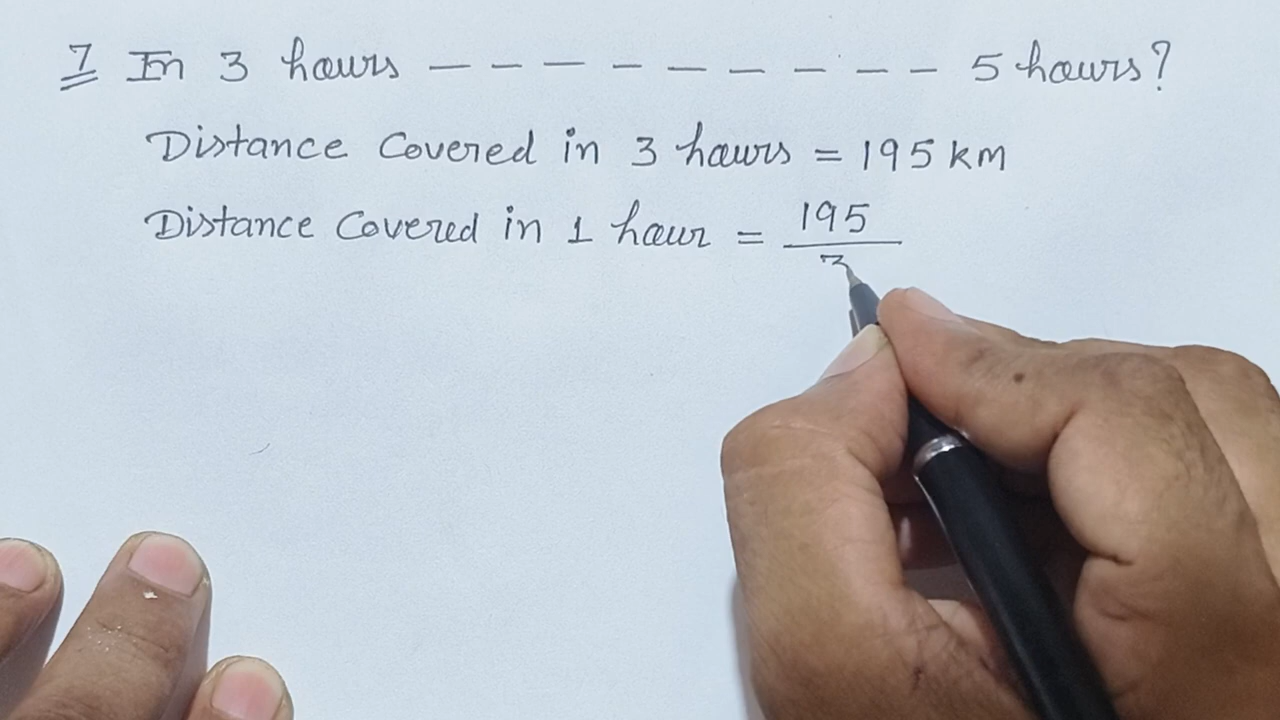 7 In 3 hours — — — — — — — — — 5 hours?
Distance Covered in 3 hours = 195 km
Distance Covered in 1 hour = 195
3